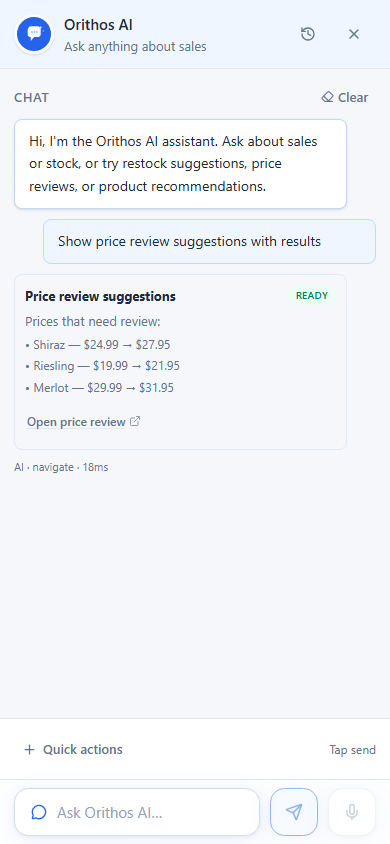 Orithos AI
Ask anything about sales
CHAT
Clear
Hi, I'm the Orithos AI assistant. Ask about sales
or stock, or try restock suggestions, price
reviews, or product recommendations.
Show price review suggestions with results
Price review suggestions
READY
Prices that need review:
• Shiraz — $24.99 → $27.95
• Riesling — $19.99 → $21.95
• Merlot — $29.99 → $31.95
Open price review
AI · navigate · 18ms
Quick actions
Tap send
Ask Orithos AI...